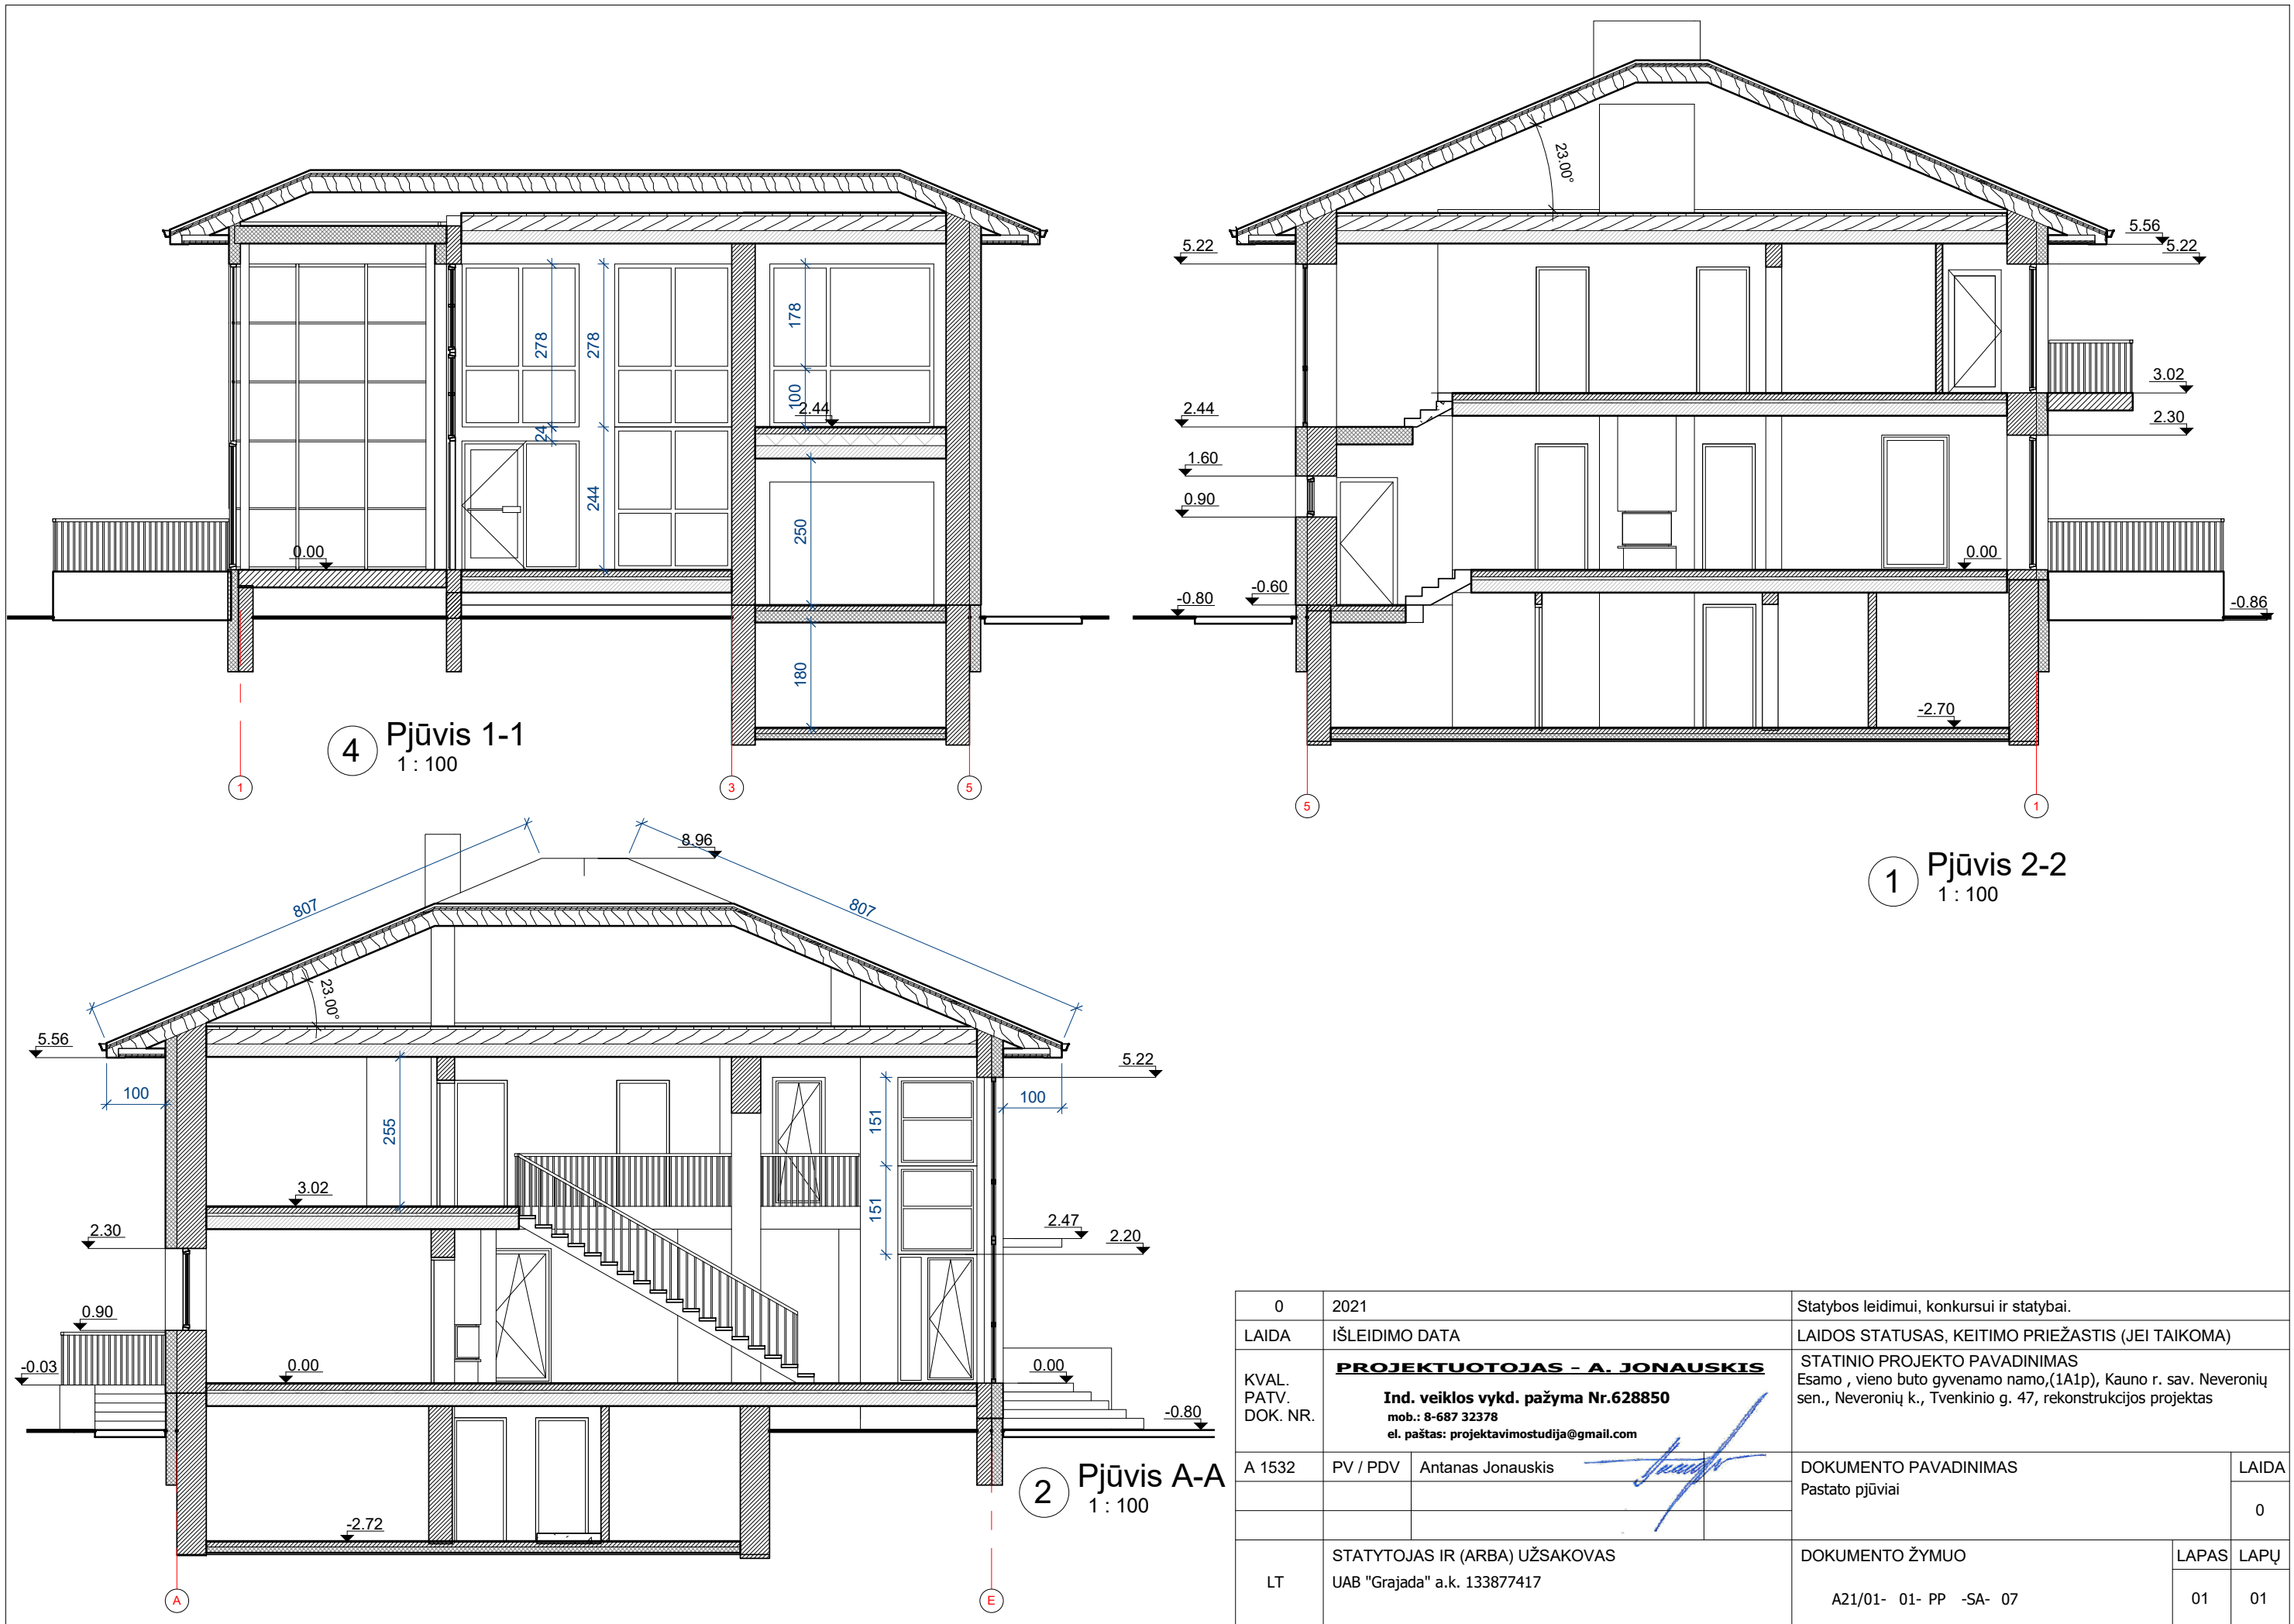 23.00°
5.22
5.56
5.22
278
278
178
100
2.44
24
244
250
180
0.00
3.02
2.44
2.30
1.60
0.90
0.00
-0.60
-0.80
-0.86
-2.70
4 Pjūvis 1-1
1 : 100
1
3
5
5
1
1 Pjūvis 2-2
1 : 100
8.96
807
807
23.00°
5.56
5.22
100
100
255
151
151
3.02
2.30
2.47
2.20
0.90
-0.03
0.00
0.00
-0.80
-2.72
2 Pjūvis A-A
1 : 100
A
E
0 2021 Statybos leidimui, konkursui ir statybai.
LAIDA IŠLEIDIMO DATA LAIDOS STATUSAS, KEITIMO PRIEŽASTIS (JEI TAIKOMA)
KVAL.
PATV.
DOK. NR.
PROJEKTUOTOJAS - A. JONAUSKIS
Ind. veiklos vykd. pažyma Nr.628850
mob.: 8-687 32378
el. paštas: projektavimostudija@gmail.com
STATINIO PROJEKTO PAVADINIMAS
Esamo , vieno buto gyvenamo namo,(1A1p), Kauno r. sav. Neveronių
sen., Neveronių k., Tvenkinio g. 47, rekonstrukcijos projektas
A 1532 PV / PDV Antanas Jonauskis
DOKUMENTO PAVADINIMAS LAIDA
Pastato pjūviai
0
LT
STATYTOJAS IR (ARBA) UŽSAKOVAS
UAB "Grajada" a.k. 133877417
DOKUMENTO ŽYMUO LAPAS LAPŲ
A21/01- 01- PP -SA- 07 01 01